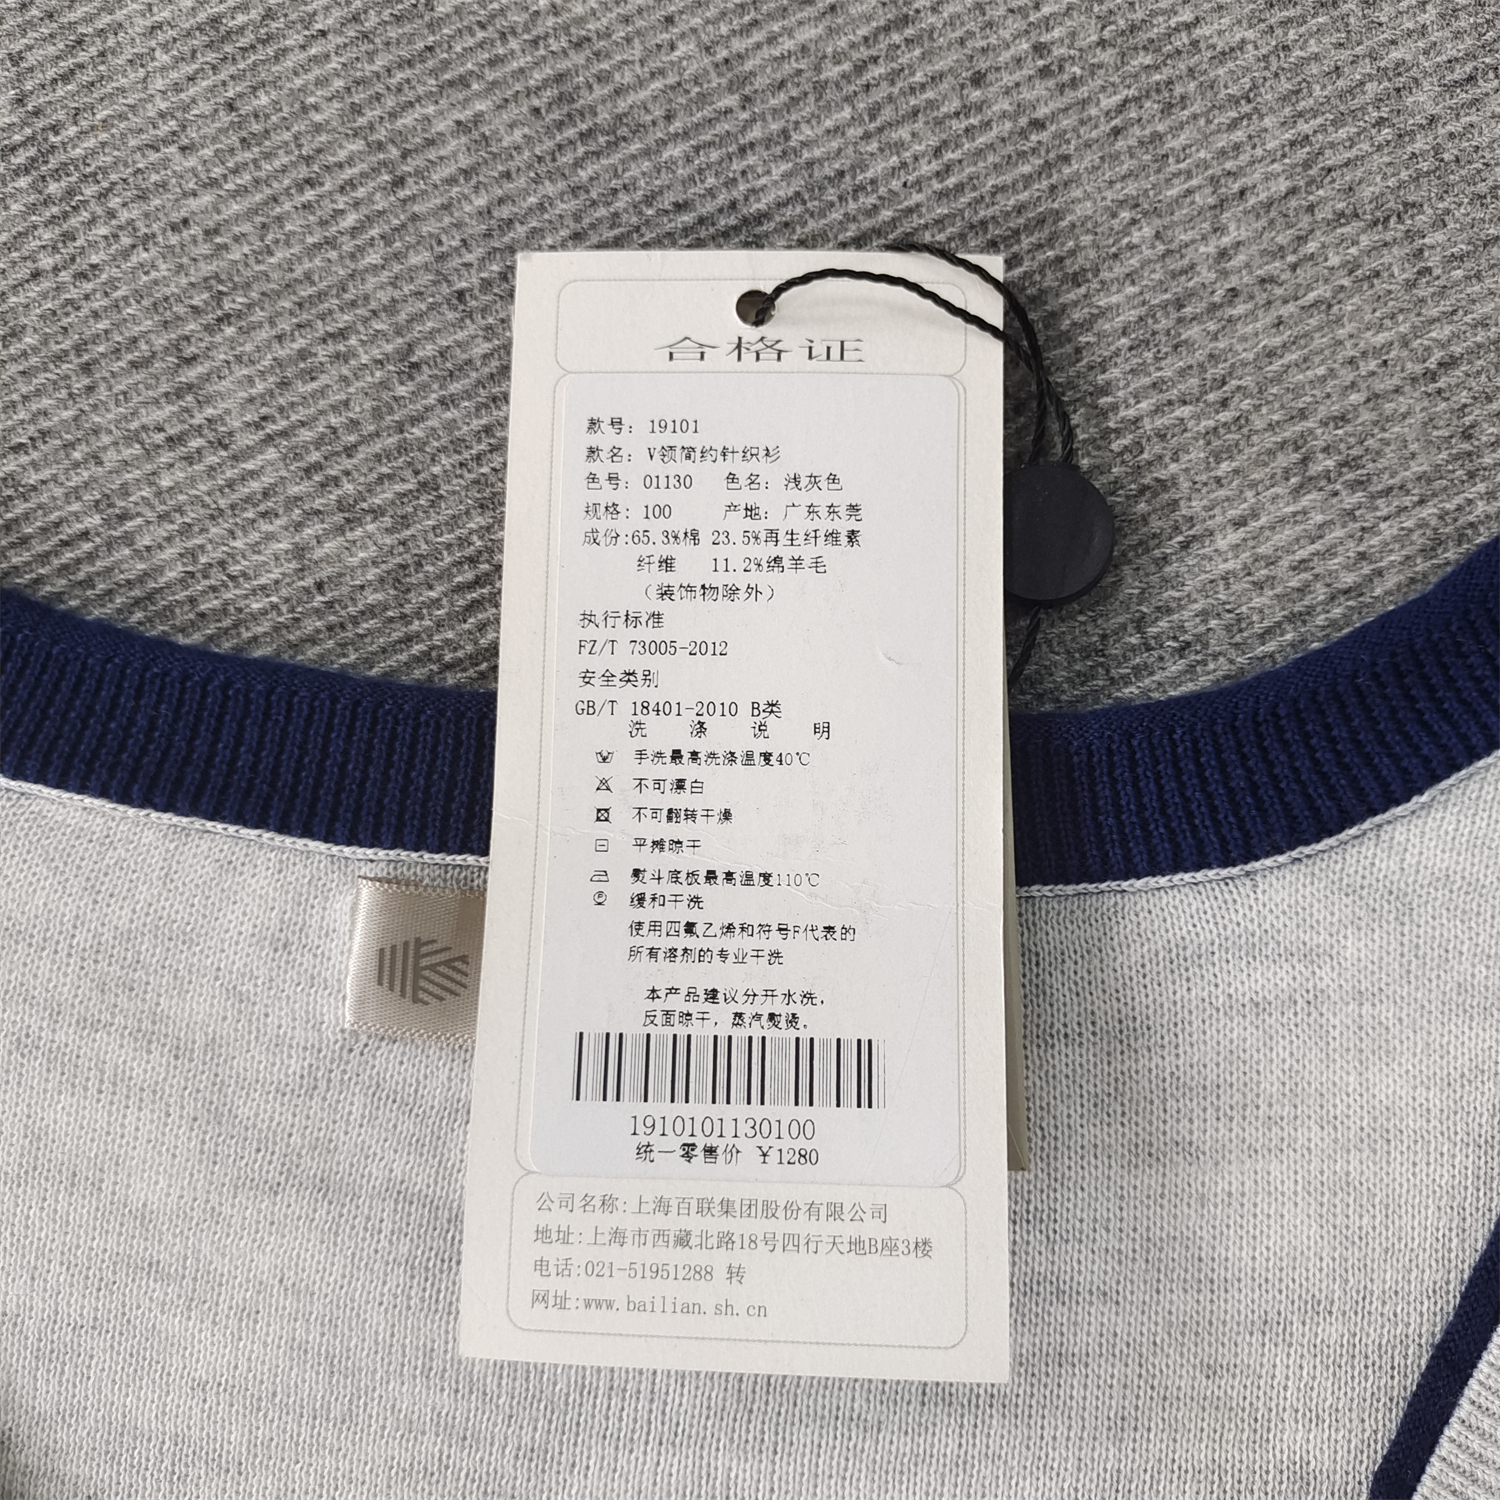 合格证
款号: 19101
款名: V领简约针织衫
色号: 01130 色名: 浅灰色
规格: 100 产地: 广东东莞
成份:65.3%棉 23.5%再生纤维素
纤维 11.2%绵羊毛
(装饰物除外)
执行标准
FZ/T 73005-2012
安全类别
GB/T 18401-2010 B类
洗 涤 说 明
手洗最高洗涤温度40℃
不可漂白
不可翻转干燥
平摊晾干
熨斗底板最高温度110℃
缓和干洗
使用四氟乙烯和符号F代表的
所有溶剂的专业干洗
本产品建议分开水洗,
反面晾干, 蒸汽熨烫。
1910101130100
统一零售价 ¥1280
公司名称:上海百联集团股份有限公司
地址:上海市西藏北路18号四行天地B座3楼
电话:021-51951288 转
网址:www.bailian.sh.cn